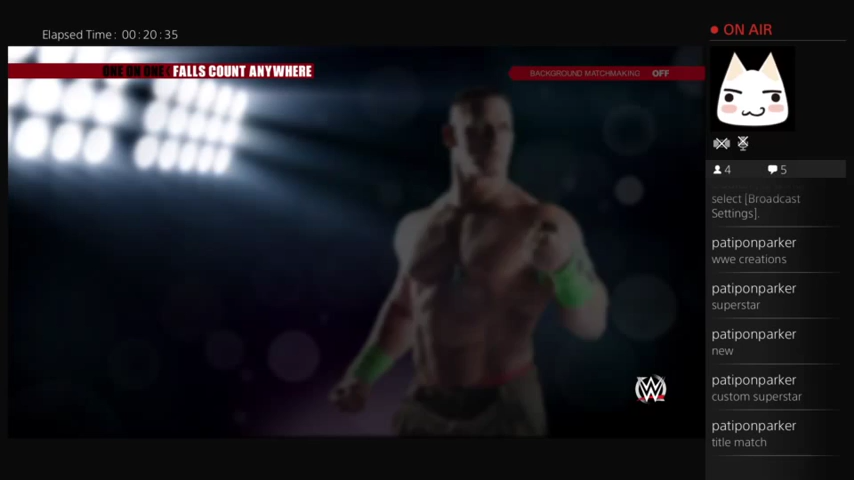 Elapsed Time: 00:20:35
ON AIR
ONE ON ONE FALLS COUNT ANYWHERE
BACKGROUND MATCHMAKING OFF
4 5
select [Broadcast
Settings].
patiponparker
wwe creations
patiponparker
superstar
patiponparker
new
patiponparker
custom superstar
patiponparker
title match
W